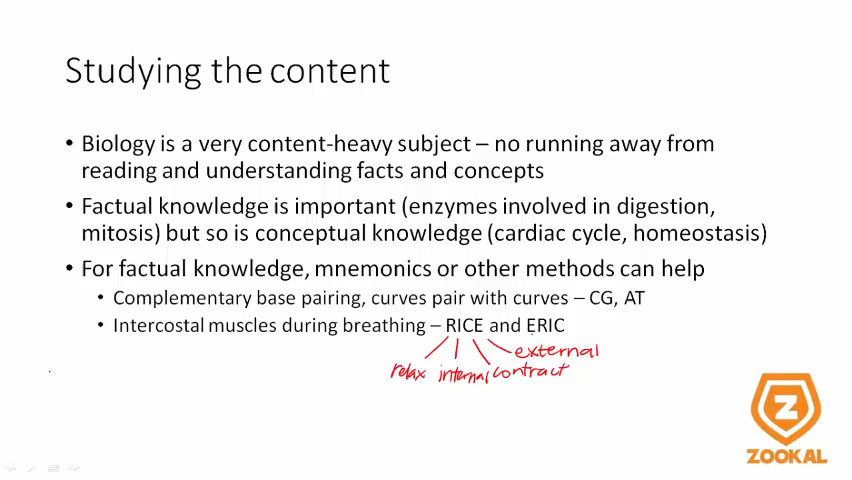 Studying the content
• Biology is a very content-heavy subject – no running away from
reading and understanding facts and concepts
• Factual knowledge is important (enzymes involved in digestion,
mitosis) but so is conceptual knowledge (cardiac cycle, homeostasis)
• For factual knowledge, mnemonics or other methods can help
• Complementary base pairing, curves pair with curves – CG, AT
• Intercostal muscles during breathing – RICE and ERIC
external
relax internal contract
Z
ZOOKAL